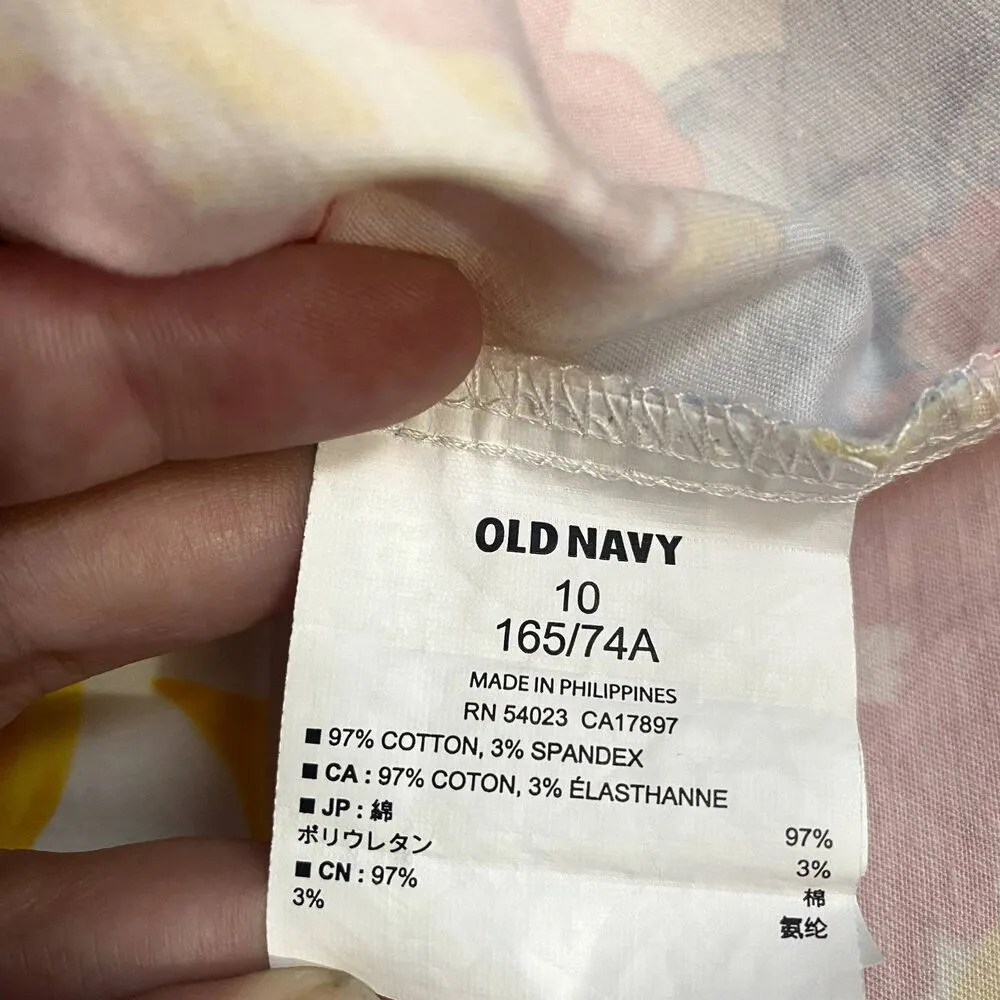 OLD NAVY
10
165/74A
MADE IN PHILIPPINES
RN 54023 CA17897
■ 97% COTTON, 3% SPANDEX
■ CA : 97% COTON, 3% ÉLASTHANNE
■ JP : 綿 97%
ポリウレタン 3%
■ CN : 97% 棉
3% 氨纶